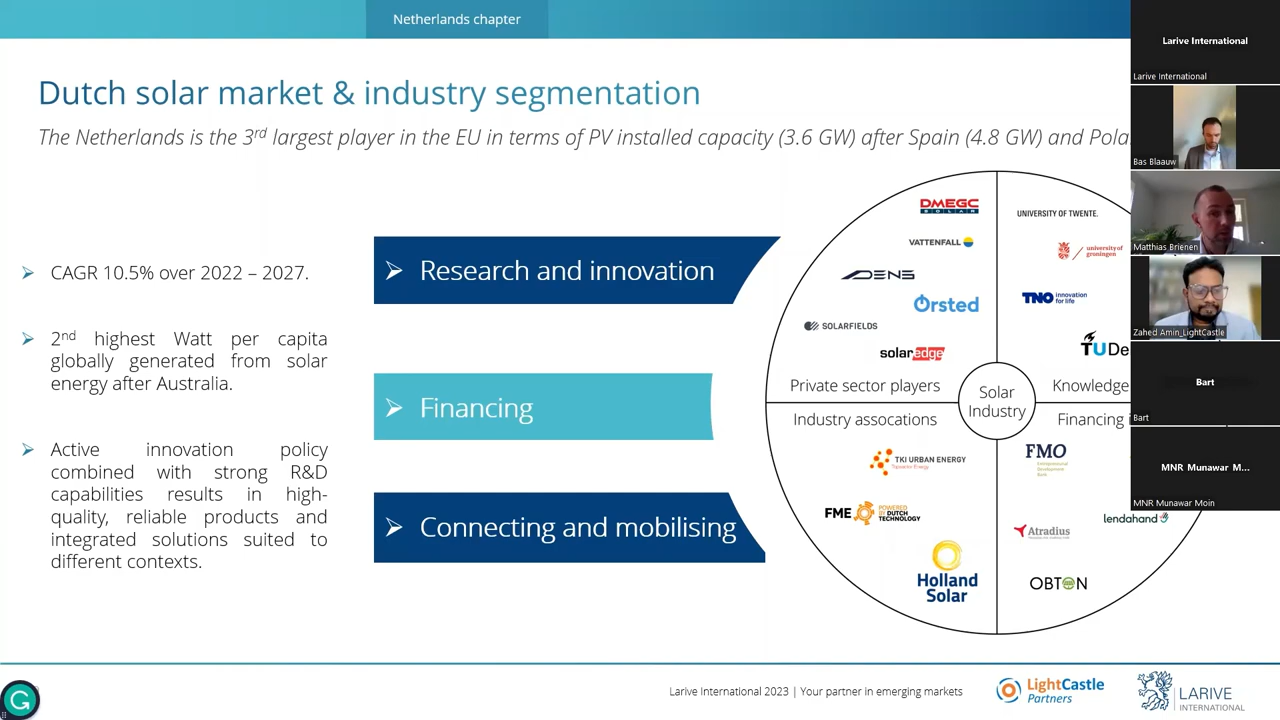 Netherlands chapter
Dutch solar market & industry segmentation
The Netherlands is the 3rd largest player in the EU in terms of PV installed capacity (3.6 GW) after Spain (4.8 GW) and Pola
CAGR 10.5% over 2022 – 2027.
2nd highest Watt per capita
globally generated from solar
energy after Australia.
Active innovation policy
combined with strong R&D
capabilities results in high-
quality, reliable products and
integrated solutions suited to
different contexts.
Research and innovation
Financing
Connecting and mobilising
DMEGC
SOLAR
VATTENFALL
DENS
Ørsted
SOLARFIELDS
solaredge
Private sector players
UNIVERSITY OF TWENTE.
university of
groningen
TNO innovation
for life
TUDe
Knowledge
Solar
Industry
Industry assocations
TKI URBAN ENERGY
Topsector Energy
FME POWERED
BY DUTCH
TECHNOLOGY
Holland
Solar
Financing i
FMO
Entrepreneurial
Development
Bank
lendahand
Atradius
OBTON
Larive International
Larive International
Bas Blaauw
Matthias Brienen
Zahed Amin_LightCastle
Bart
Bart
MNR Munawar M...
MNR Munawar Moin
Larive International 2023 | Your partner in emerging markets
LightCastle
Partners
LARIVE
INTERNATIONAL